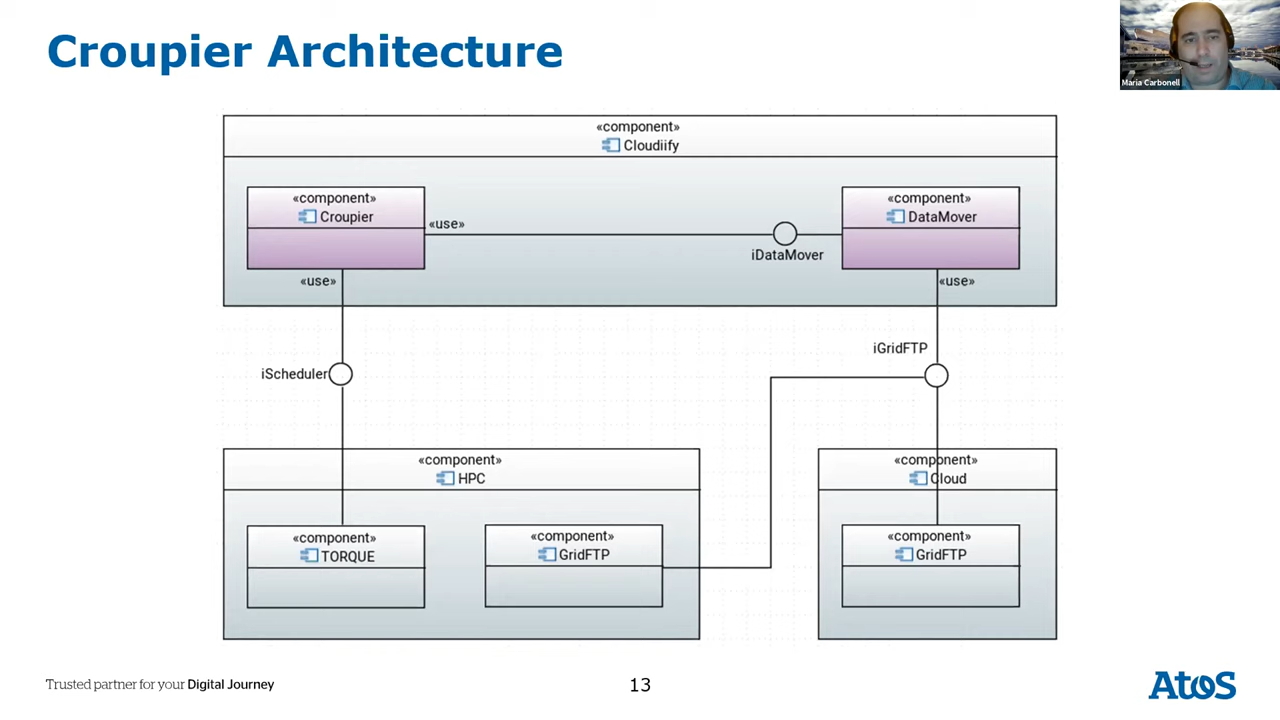 Croupier Architecture
Maria Carbonell
«component»
Cloudiify
«component»
Croupier
«use»
iDataMover
«component»
DataMover
«use»
«use»
iScheduler
iGridFTP
«component»
HPC
«component»
Cloud
«component»
TORQUE
«component»
GridFTP
«component»
GridFTP
Trusted partner for your Digital Journey
13
Atos